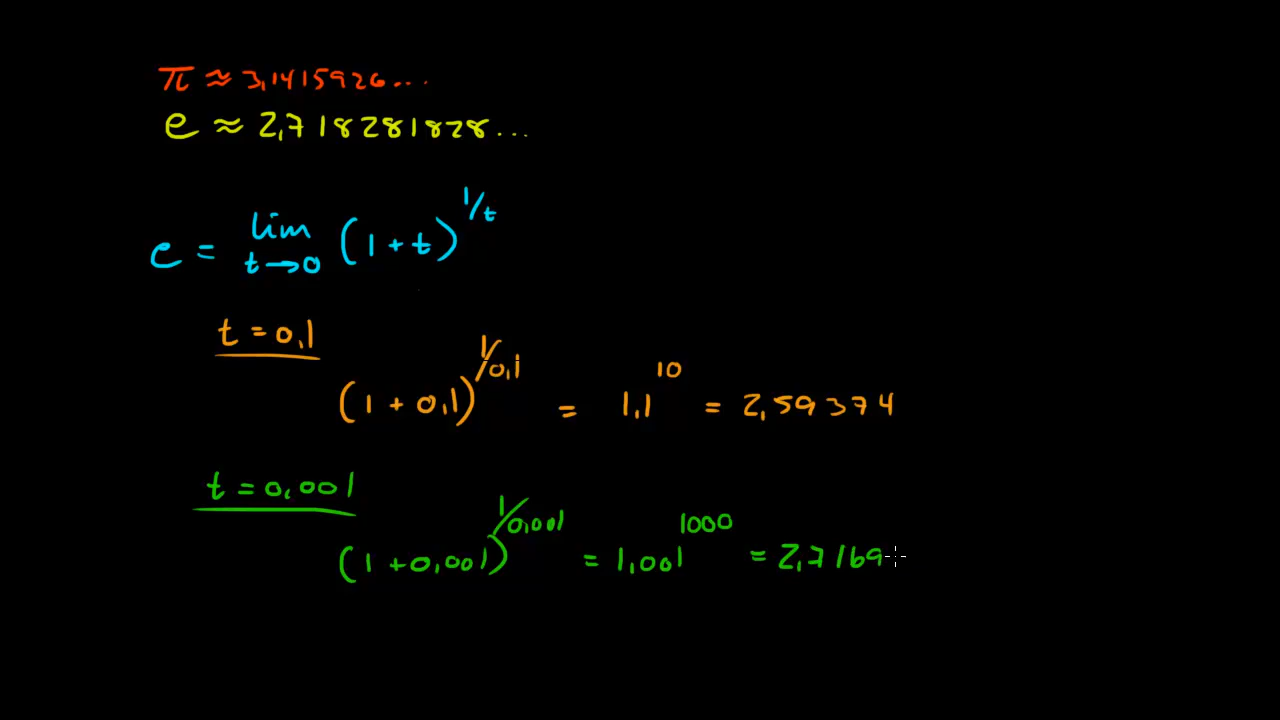 π ≈ 3,1415926...
e ≈ 2,718281828...
e = lim t→0 (1 + t)^1/t
t = 0,1
(1 + 0,1)^1/0,1 = 1,1^10 = 2,59374
t = 0,001
(1 + 0,001)^1/0,001 = 1,001^1000 = 2,7169